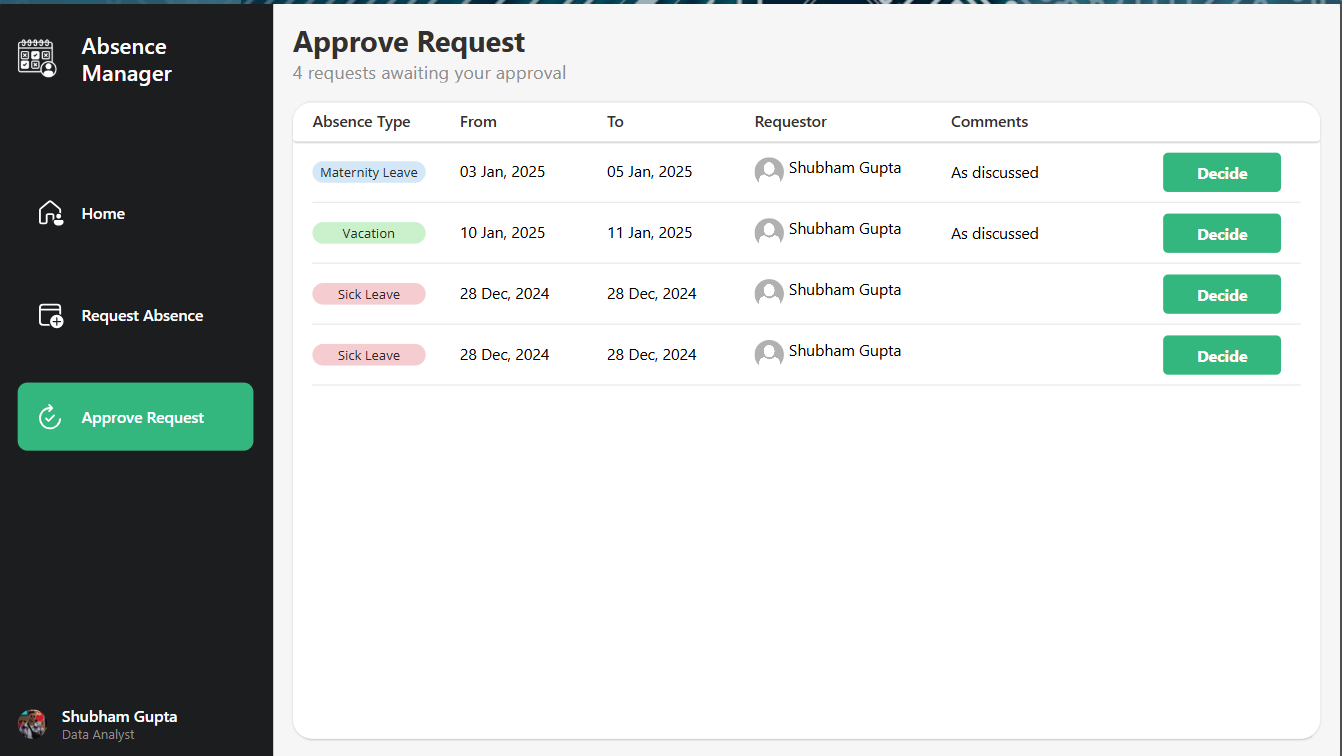 Absence
Manager
Home
Request Absence
Approve Request
Shubham Gupta
Data Analyst
Approve Request
4 requests awaiting your approval
Absence Type From To Requestor Comments
Maternity Leave 03 Jan, 2025 05 Jan, 2025 Shubham Gupta As discussed Decide
Vacation 10 Jan, 2025 11 Jan, 2025 Shubham Gupta As discussed Decide
Sick Leave 28 Dec, 2024 28 Dec, 2024 Shubham Gupta Decide
Sick Leave 28 Dec, 2024 28 Dec, 2024 Shubham Gupta Decide